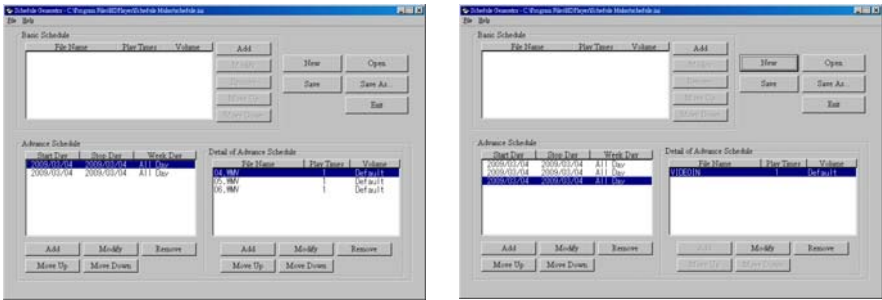 Schedule Generator - C:\Program Files\HDPlayer\Schedule Maker\schedule.ini
File Help
Basic Schedule
File Name Play Times Volume
Add
Modify
Remove
Move Up
Move Down
New Open
Save Save As...
Exit
Advance Schedule
Start Day Stop Day Week Day
2009/03/04 2009/03/04 All Day
2009/03/04 2009/03/04 All Day
Add Modify Remove
Move Up Move Down
Detail of Advance Schedule
File Name Play Times Volume
04.WMV 1 Default
05.WMV 1 Default
06.WMV 1 Default
Add Modify Remove
Move Up Move Down
Schedule Generator - C:\Program Files\HDPlayer\Schedule Maker\schedule.ini
File Help
Basic Schedule
File Name Play Times Volume
Add
Modify
Remove
Move Up
Move Down
New Open
Save Save As...
Exit
Advance Schedule
Start Day Stop Day Week Day
2009/03/04 2009/03/04 All Day
2009/03/04 2009/03/04 All Day
2009/03/04 2009/03/04 All Day
Add Modify Remove
Move Up Move Down
Detail of Advance Schedule
File Name Play Times Volume
VIDEOIN 1 Default
Add Modify Remove
Move Up Move Down